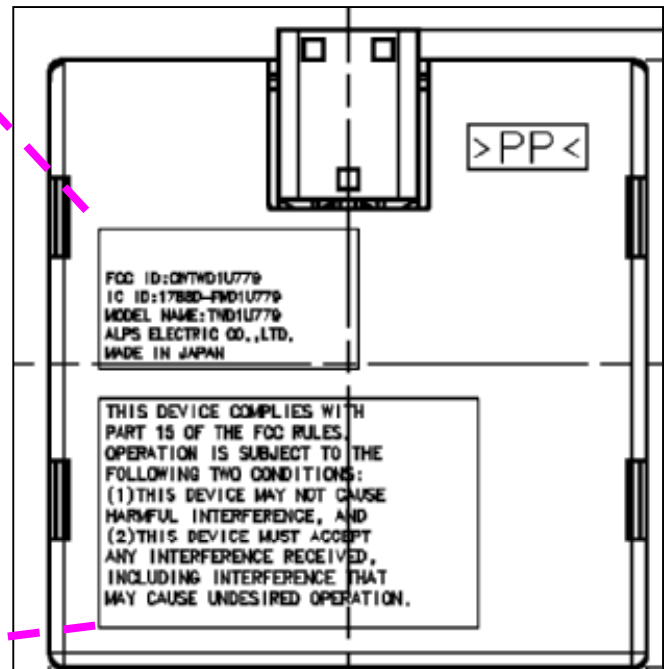 >PP<
FCC ID:CWTWD1U779
IC ID:1788D-FWD1U779
MODEL NAME:TWD1U779
ALPS ELECTRIC CO.,LTD.
MADE IN JAPAN
THIS DEVICE COMPLIES WITH
PART 15 OF THE FCC RULES.
OPERATION IS SUBJECT TO THE
FOLLOWING TWO CONDITIONS:
(1)THIS DEVICE MAY NOT CAUSE
HARMFUL INTERFERENCE, AND
(2)THIS DEVICE MUST ACCEPT
ANY INTERFERENCE RECEIVED,
INCLUDING INTERFERENCE THAT
MAY CAUSE UNDESIRED OPERATION.